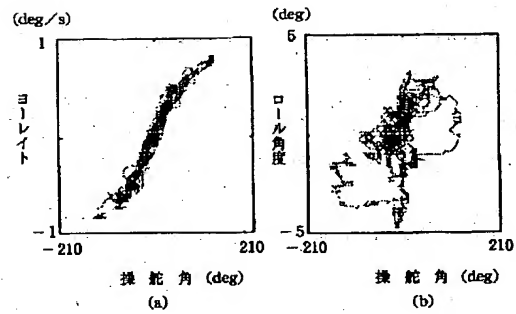 (deg/s)
1
ヨーレイト
-1
-210
210
操舵角 (deg)
(a)
(deg)
5
ロール角度
-5
-210
210
操舵角 (deg)
(b)